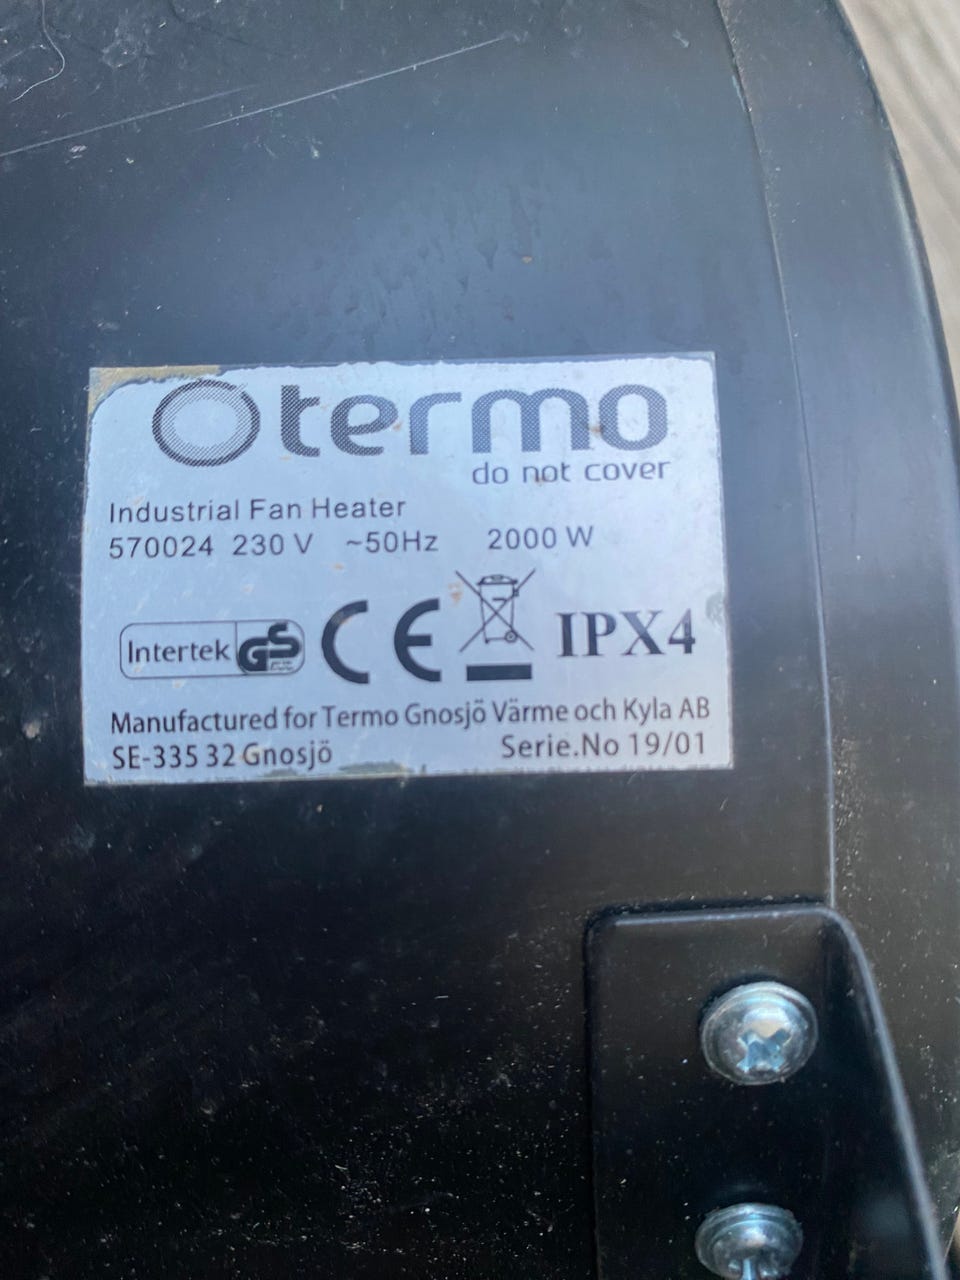 termo
do not cover
Industrial Fan Heater
570024 230 V ~50Hz 2000 W
Intertek GS CE IPX4
Manufactured for Termo Gnosjö Värme och Kyla AB
SE-335 32 Gnosjö Serie.No 19/01